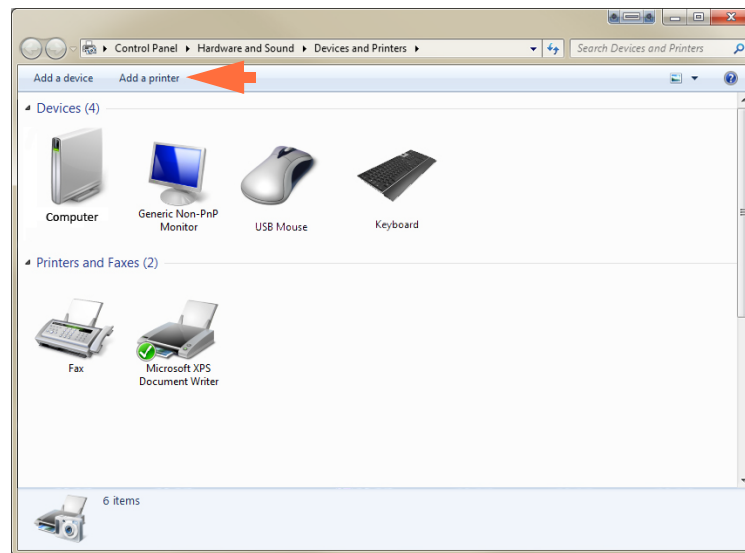 Control Panel ▸ Hardware and Sound ▸ Devices and Printers ▸ Search Devices and Printers
Add a device Add a printer
Devices (4)
Computer
Generic Non-PnP
Monitor
USB Mouse
Keyboard
Printers and Faxes (2)
Fax
Microsoft XPS
Document Writer
6 items